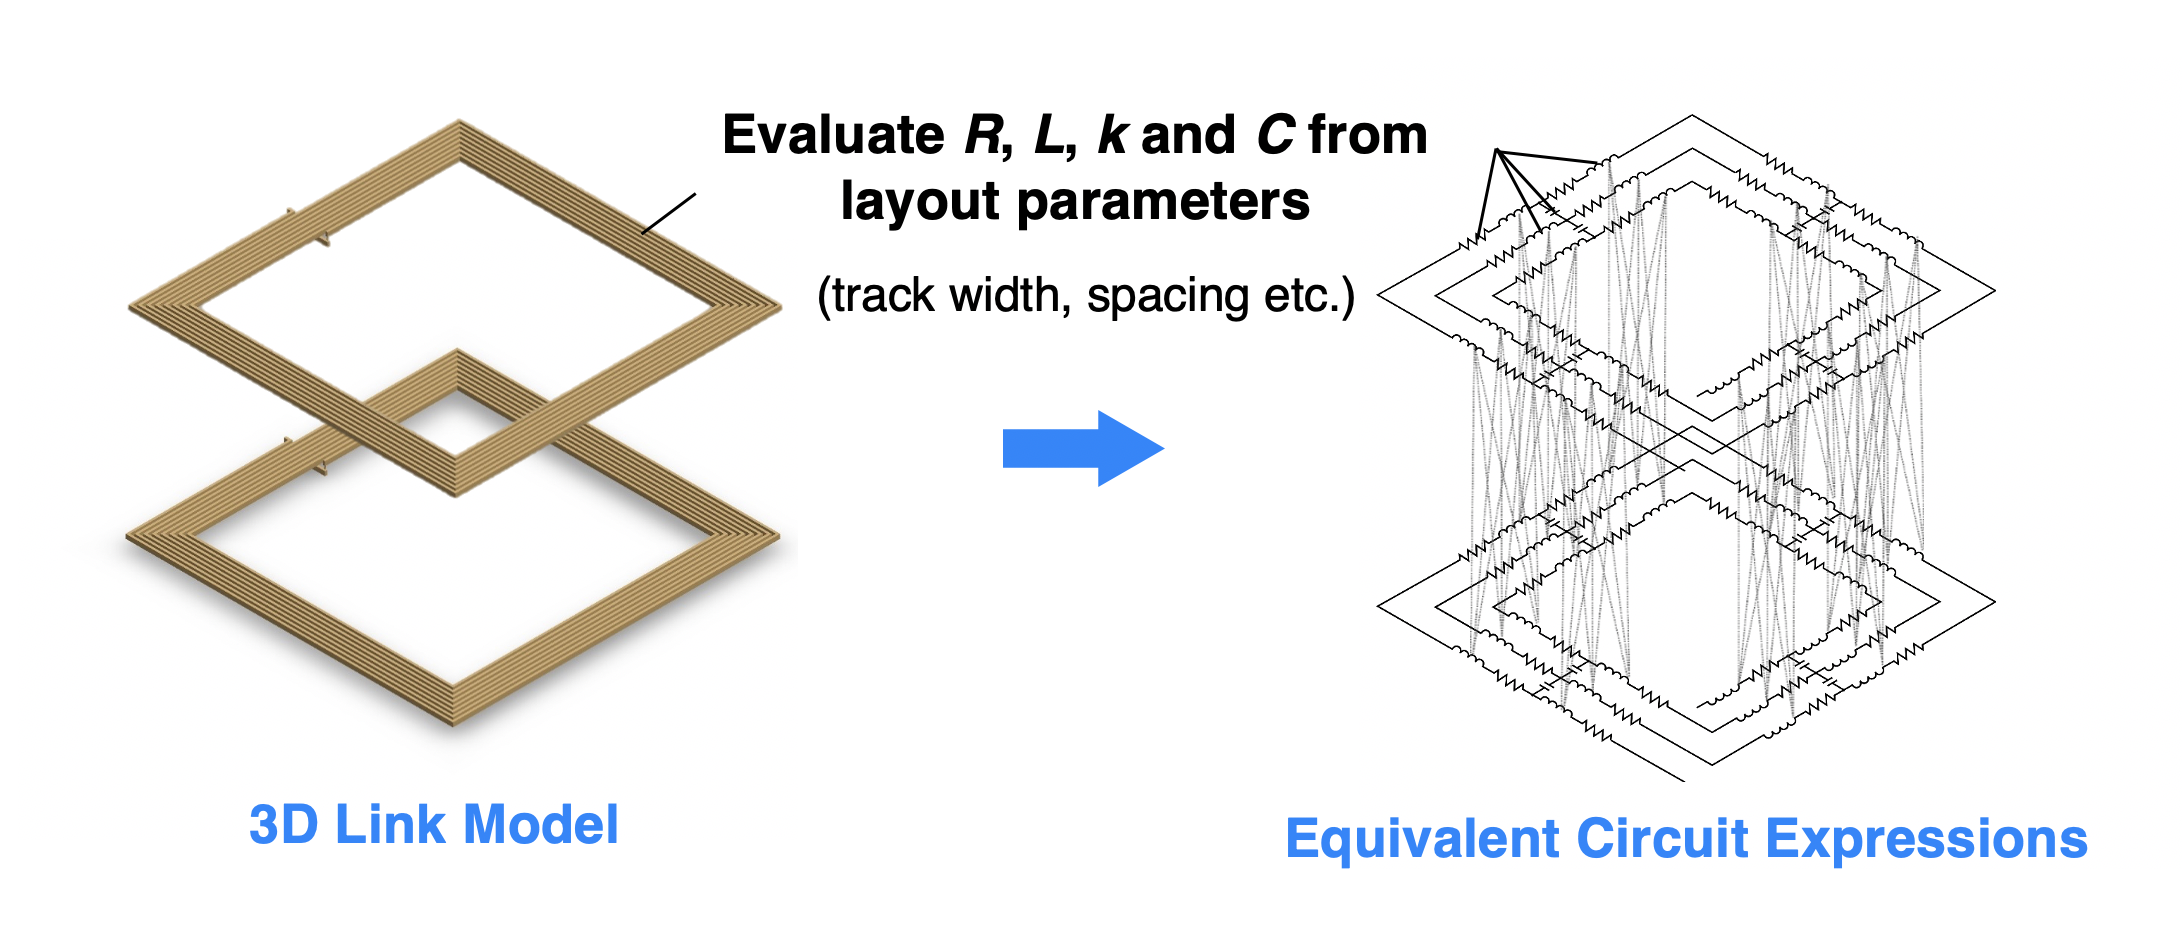 Evaluate R, L, k and C from
layout parameters
(track width, spacing etc.)
3D Link Model
Equivalent Circuit Expressions